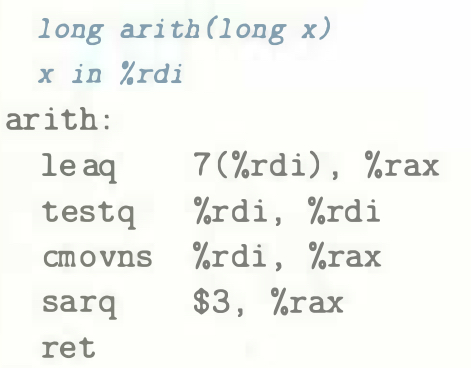 long arith(long x)
x in %rdi
arith:
leaq 7(%rdi), %rax
testq %rdi, %rdi
cmovns %rdi, %rax
sarq $3, %rax
ret